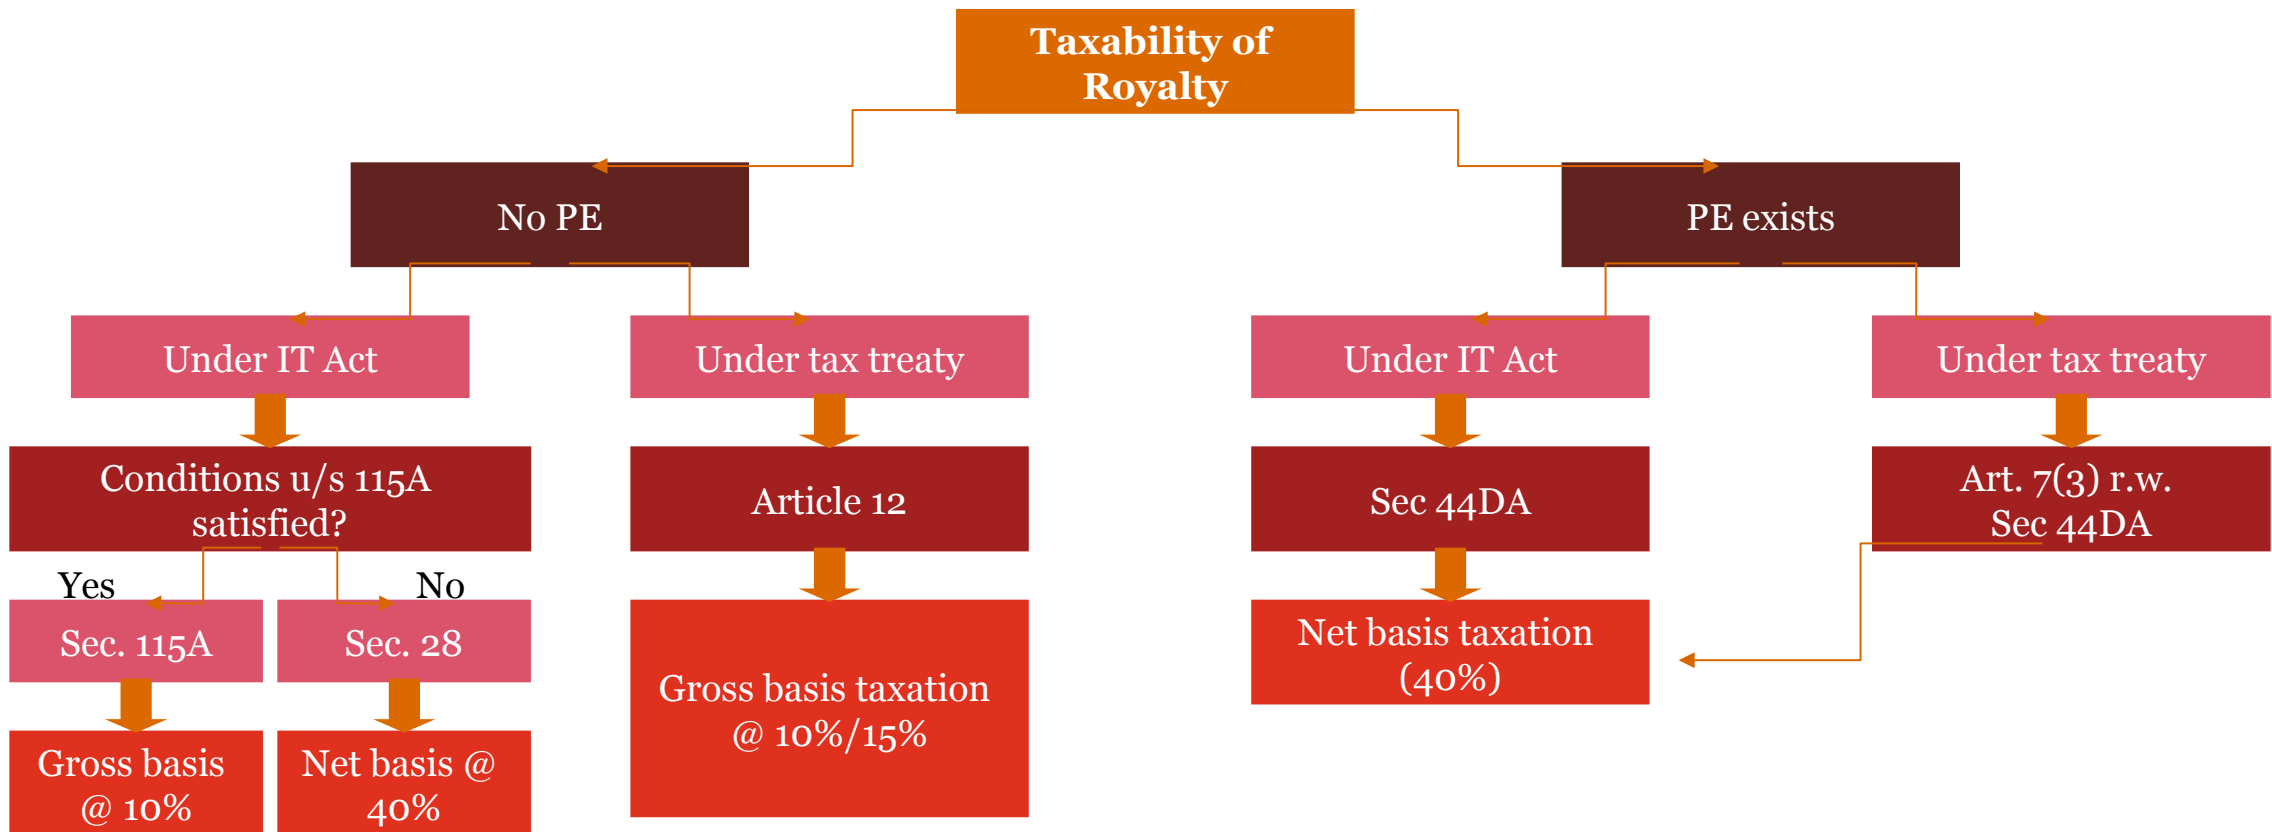 Taxability of
Royalty
No PE
PE exists
Under IT Act
Under tax treaty
Under IT Act
Under tax treaty
Conditions u/s 115A
satisfied?
Article 12
Sec 44DA
Art. 7(3) r.w.
Sec 44DA
Yes
No
Sec. 115A
Sec. 28
Gross basis taxation
@ 10%/15%
Net basis taxation
(40%)
Gross basis
@ 10%
Net basis @
40%